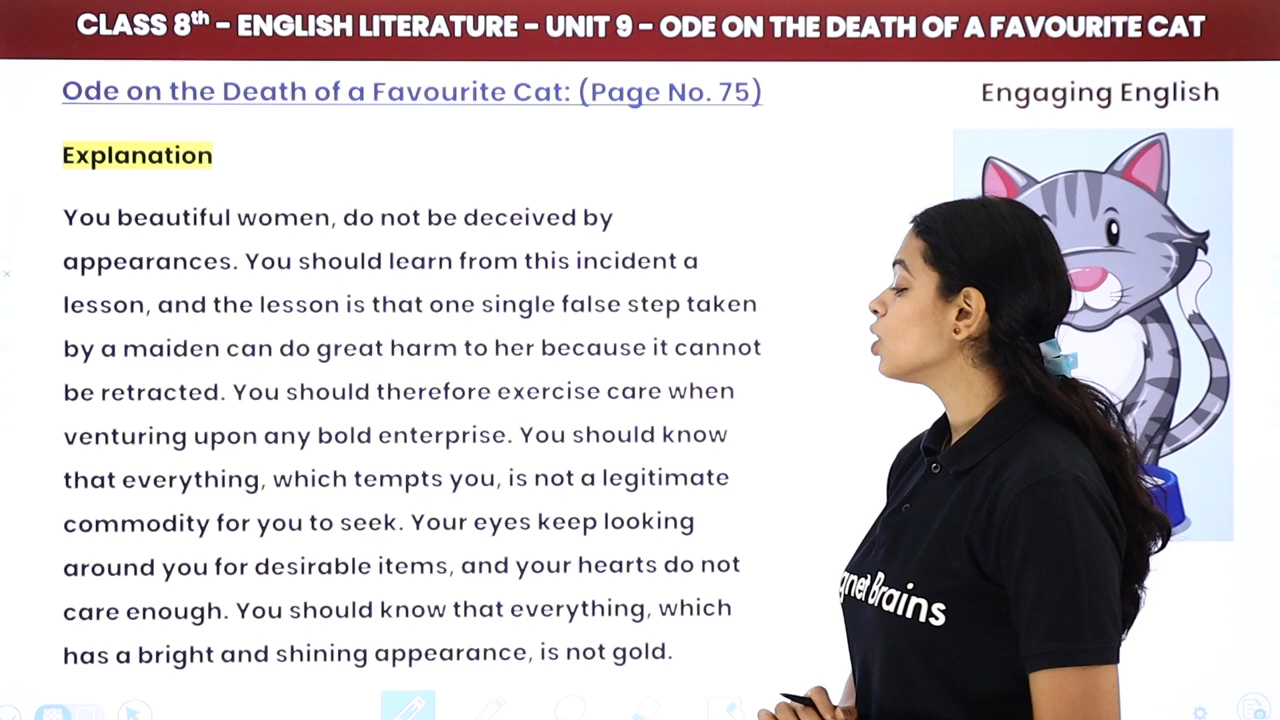 CLASS 8th - ENGLISH LITERATURE - UNIT 9 - ODE ON THE DEATH OF A FAVOURITE CAT
Ode on the Death of a Favourite Cat: (Page No. 75)
Engaging English
Explanation
You beautiful women, do not be deceived by
appearances. You should learn from this incident a
lesson, and the lesson is that one single false step taken
by a maiden can do great harm to her because it cannot
be retracted. You should therefore exercise care when
venturing upon any bold enterprise. You should know
that everything, which tempts you, is not a legitimate
commodity for you to seek. Your eyes keep looking
around you for desirable items, and your hearts do not
care enough. You should know that everything, which
has a bright and shining appearance, is not gold.
gnet Brains